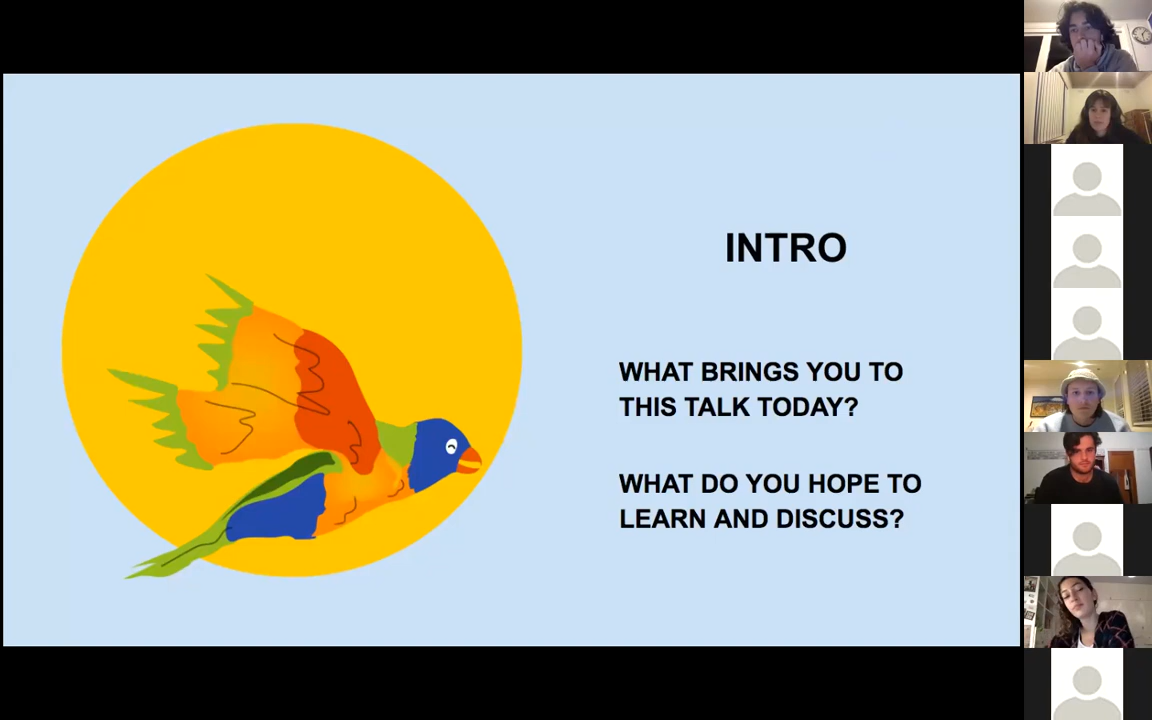 INTRO
WHAT BRINGS YOU TO
THIS TALK TODAY?
WHAT DO YOU HOPE TO
LEARN AND DISCUSS?